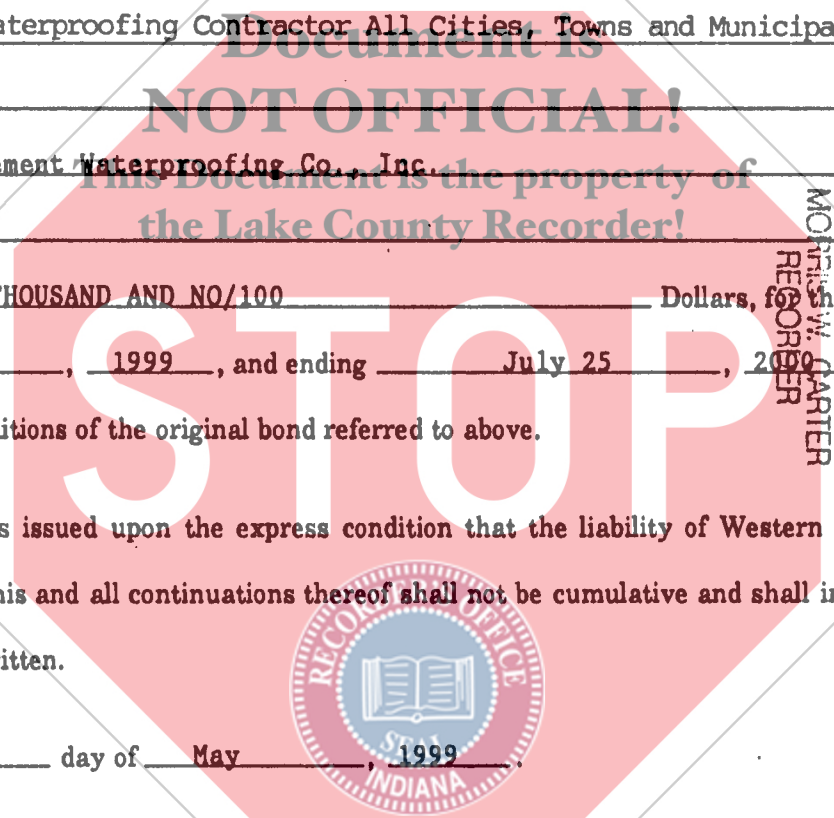 aterproofing Contractor All Cities, Towns and Municipa
Document is
NOT OFFICIAL!
ement Waterproofing Co., Inc.
This Document is the property of
the Lake County Recorder!
MORRIS W. CARTER
RECORDER
HOUSAND AND NO/100 Dollars, for th
, 1999 , and ending July 25 , 2000
STOP
itions of the original bond referred to above.
s issued upon the express condition that the liability of Western
his and all continuations thereof shall not be cumulative and shall in
ritten.
RECORDER'S OFFICE
SEAL
INDIANA
day of May , 1999 .